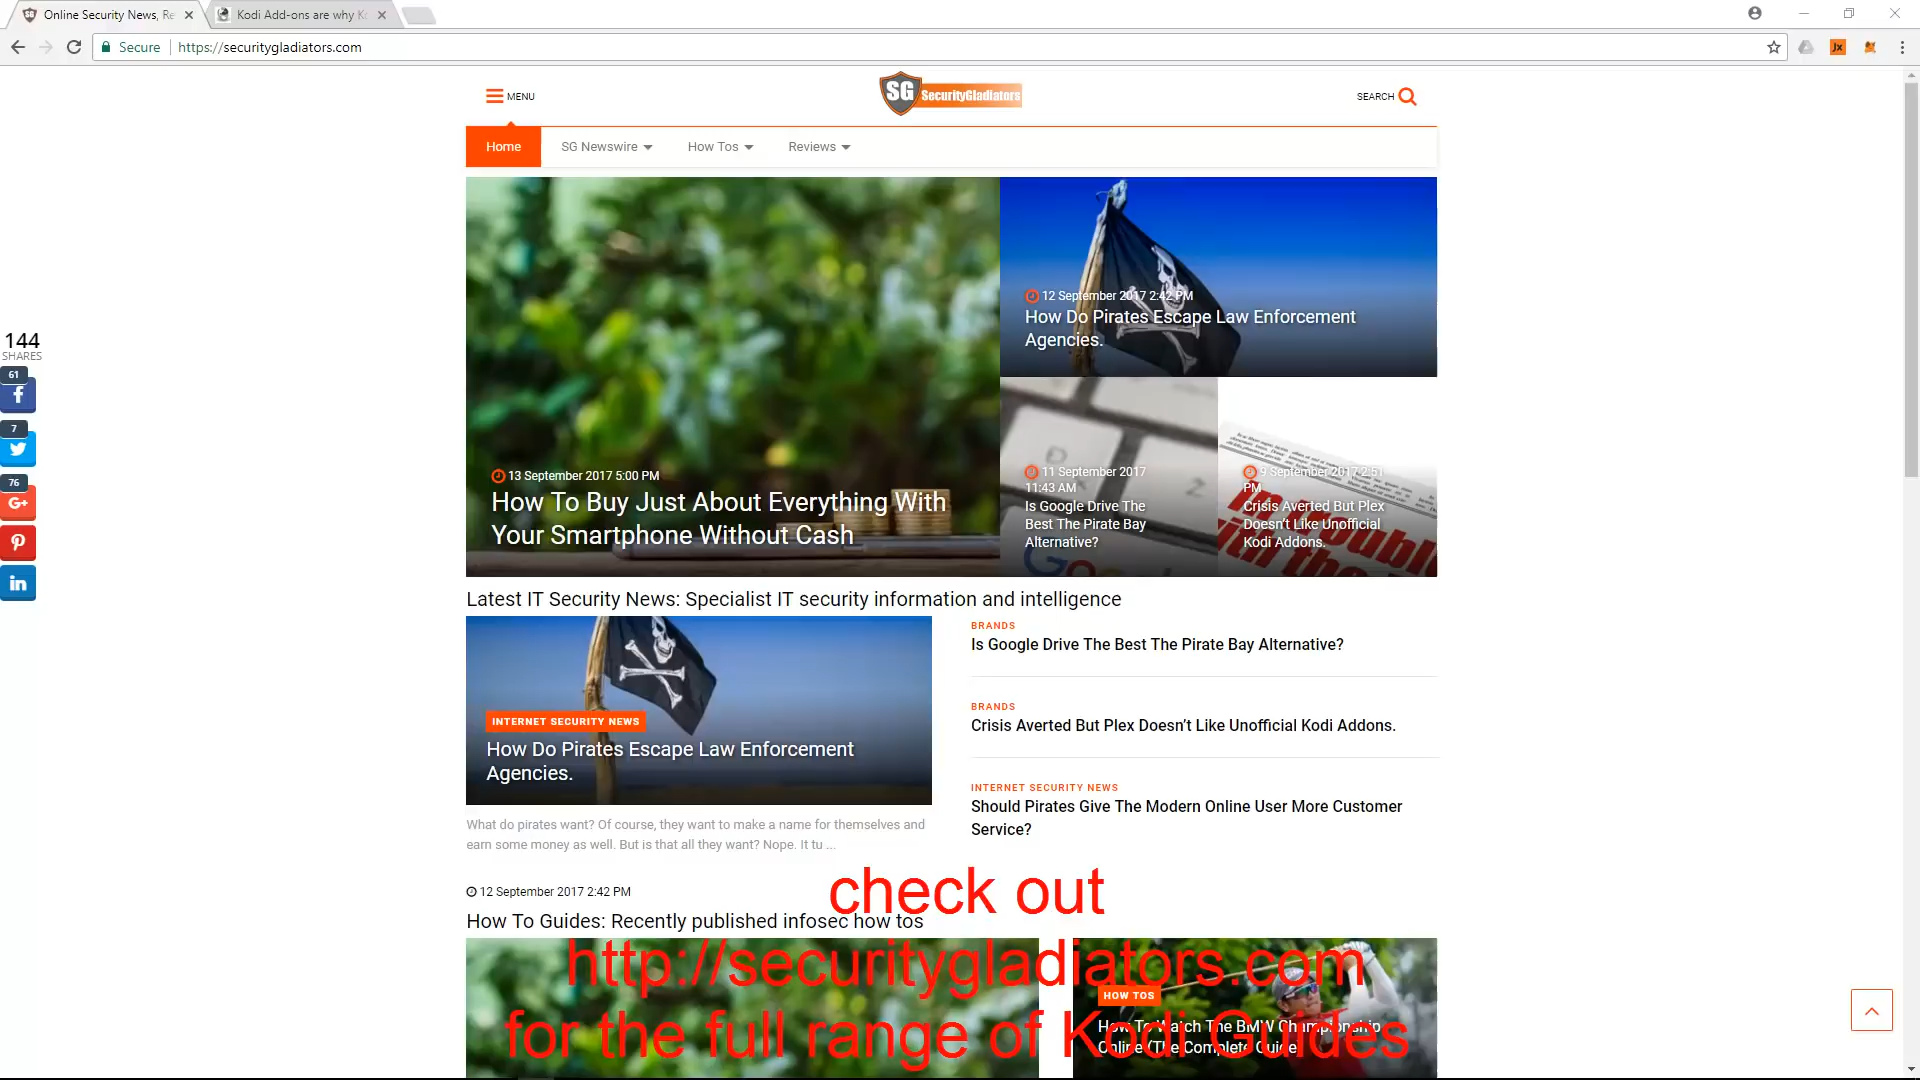 Online Security News, Re
Kodi Add-ons are why Ko
Secure
https://securitygladiators.com
MENU
SG SecurityGladiators
SEARCH
Home
SG Newswire
How Tos
Reviews
144
SHARES
61
7
76
13 September 2017 5:00 PM
How To Buy Just About Everything With
Your Smartphone Without Cash
12 September 2017 2:42 PM
How Do Pirates Escape Law Enforcement
Agencies.
11 September 2017
11:43 AM
Is Google Drive The
Best The Pirate Bay
Alternative?
9 September 2017 2:51
PM
Crisis Averted But Plex
Doesn’t Like Unofficial
Kodi Addons.
Latest IT Security News: Specialist IT security information and intelligence
INTERNET SECURITY NEWS
How Do Pirates Escape Law Enforcement
Agencies.
What do pirates want? Of course, they want to make a name for themselves and
earn some money as well. But is that all they want? Nope. It tu ...
12 September 2017 2:42 PM
BRANDS
Is Google Drive The Best The Pirate Bay Alternative?
BRANDS
Crisis Averted But Plex Doesn’t Like Unofficial Kodi Addons.
INTERNET SECURITY NEWS
Should Pirates Give The Modern Online User More Customer
Service?
How To Guides: Recently published infosec how tos
HOW TOS
How To Watch The BMW Championship
Online (The Complete Guide)
check out
http://securitygladiators.com
for the full range of Kodi Guides